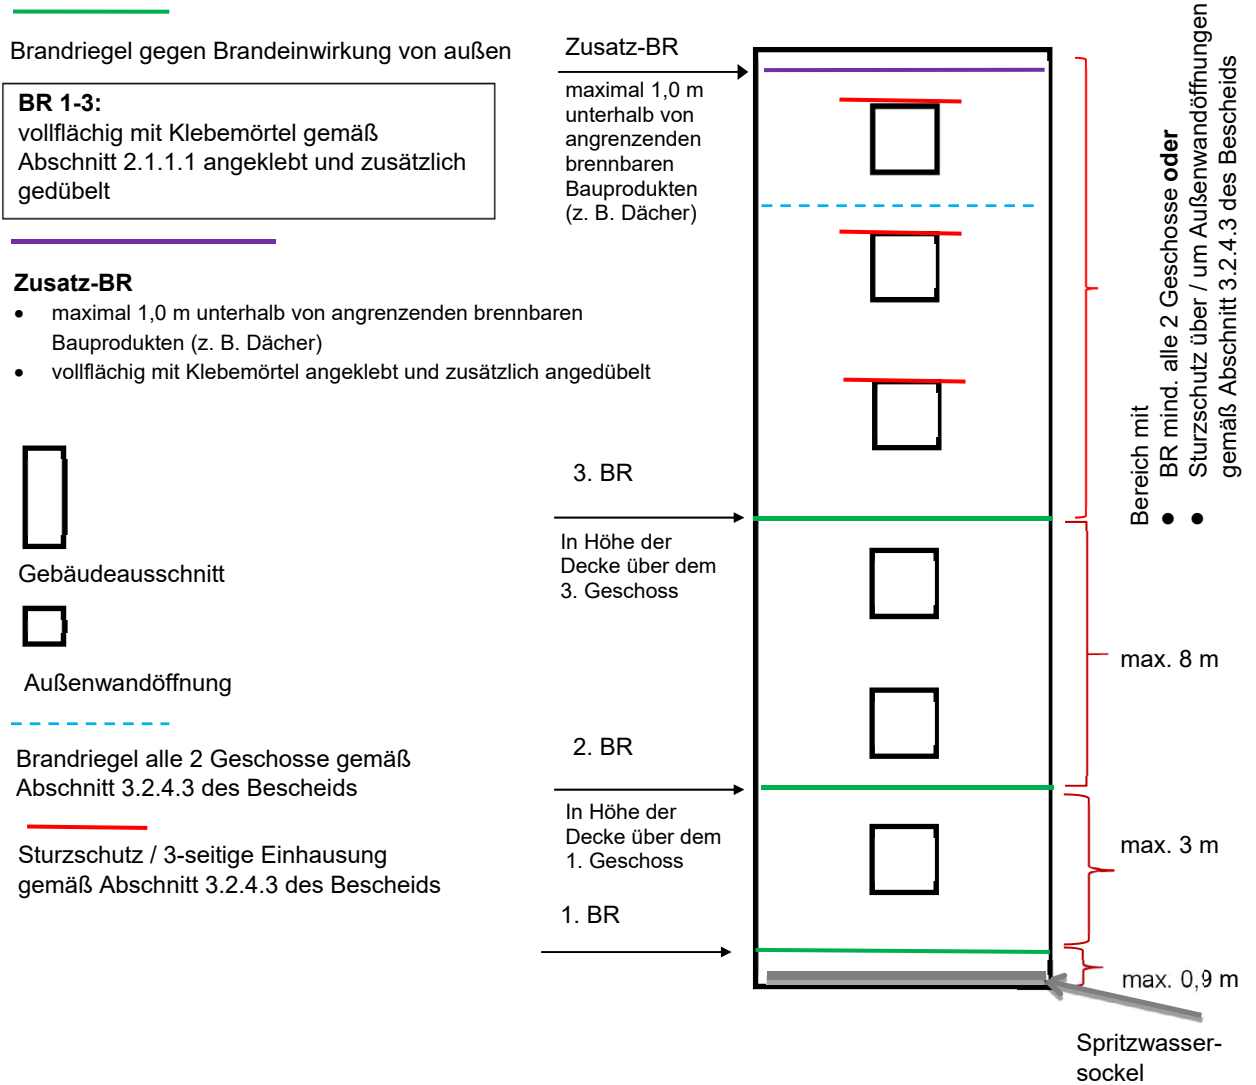 Brandriegel gegen Brandeinwirkung von außen
BR 1-3:
vollflächig mit Klebemörtel gemäß
Abschnitt 2.1.1.1 angeklebt und zusätzlich
gedübelt
Zusatz-BR
• maximal 1,0 m unterhalb von angrenzenden brennbaren
Bauprodukten (z. B. Dächer)
• vollflächig mit Klebemörtel angeklebt und zusätzlich angedübelt
Gebäudeausschnitt
Außenwandöffnung
Brandriegel alle 2 Geschosse gemäß
Abschnitt 3.2.4.3 des Bescheids
Sturzschutz / 3-seitige Einhausung
gemäß Abschnitt 3.2.4.3 des Bescheids
Zusatz-BR
maximal 1,0 m
unterhalb von
angrenzenden
brennbaren
Bauprodukten
(z. B. Dächer)
3. BR
In Höhe der
Decke über dem
3. Geschoss
2. BR
In Höhe der
Decke über dem
1. Geschoss
1. BR
Bereich mit
• BR mind. alle 2 Geschosse oder
• Sturzschutz über / um Außenwandöffnungen
gemäß Abschnitt 3.2.4.3 des Bescheids
max. 8 m
max. 3 m
max. 0,9 m
Spritzwasser-
sockel